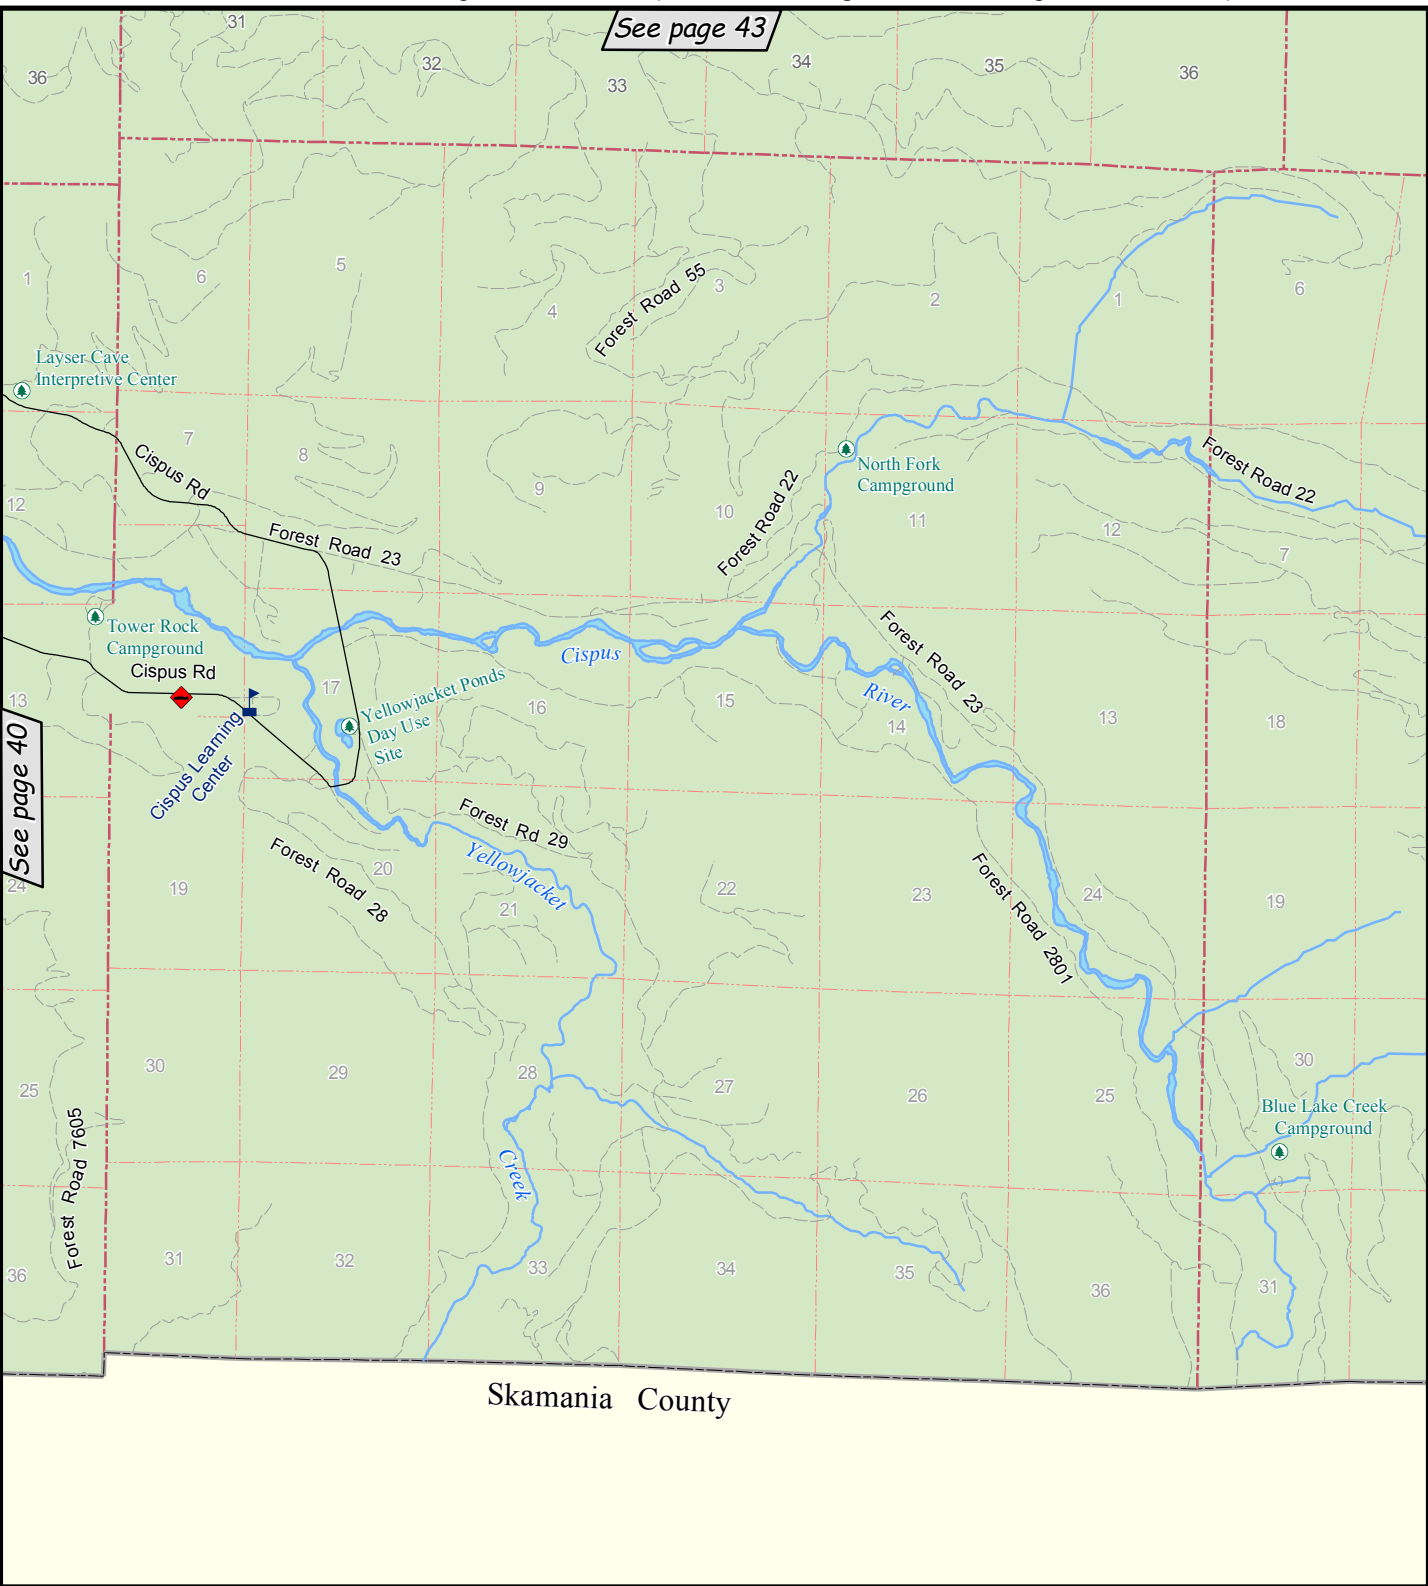 See page 43
31
36
32
33
34
35
36
1
6
5
4
Forest Road 55
3
2
1
6
Layser Cave
Interpretive Center
7
Cispus Rd
8
9
10
Forest Road 22
North Fork
Campground
11
12
Forest Road 22
7
12
Forest Road 23
Tower Rock
Campground
Cispus Rd
13
17
Yellowjacket Ponds
Day Use
Site
Cispus
16
15
River
14
Forest Road 23
13
18
See page 40
Cispus Learning
Center
24
19
Forest Road 28
20
Forest Rd 29
Yellowjacket
21
22
23
Forest Road 2801
24
19
25
30
29
28
27
26
25
30
Blue Lake Creek
Campground
Forest Road 7605
Creek
36
31
32
33
34
35
36
31
Skamania County